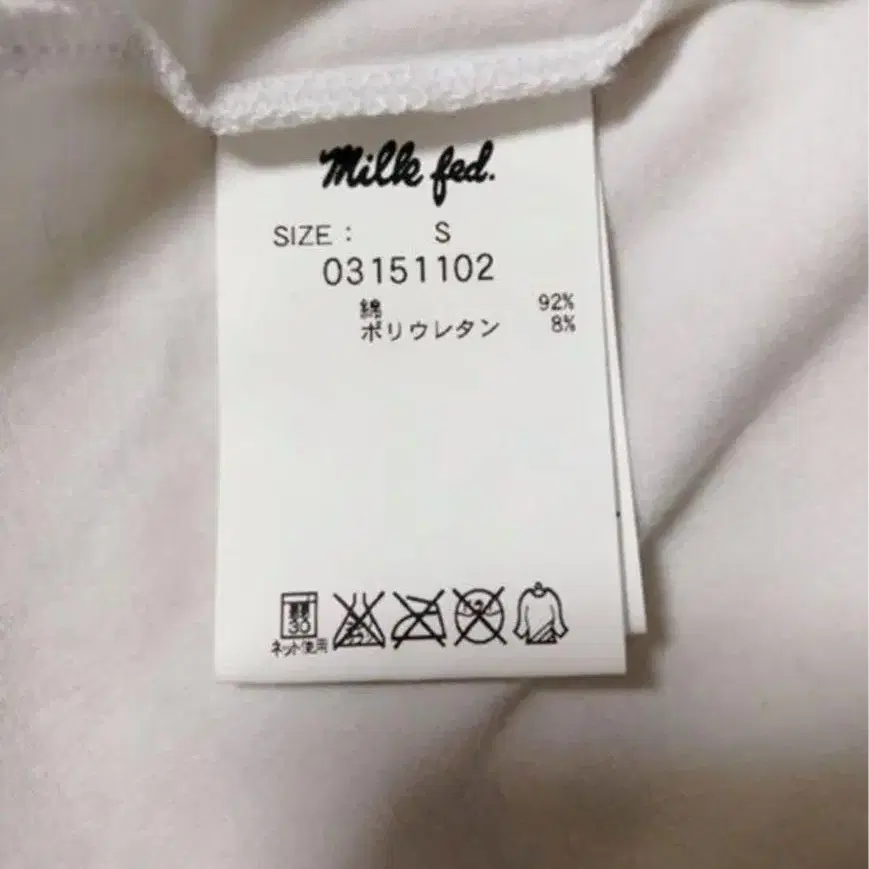 Milk fed.
SIZE : S
03151102
綿 92%
ポリウレタン 8%
30
ネット使用